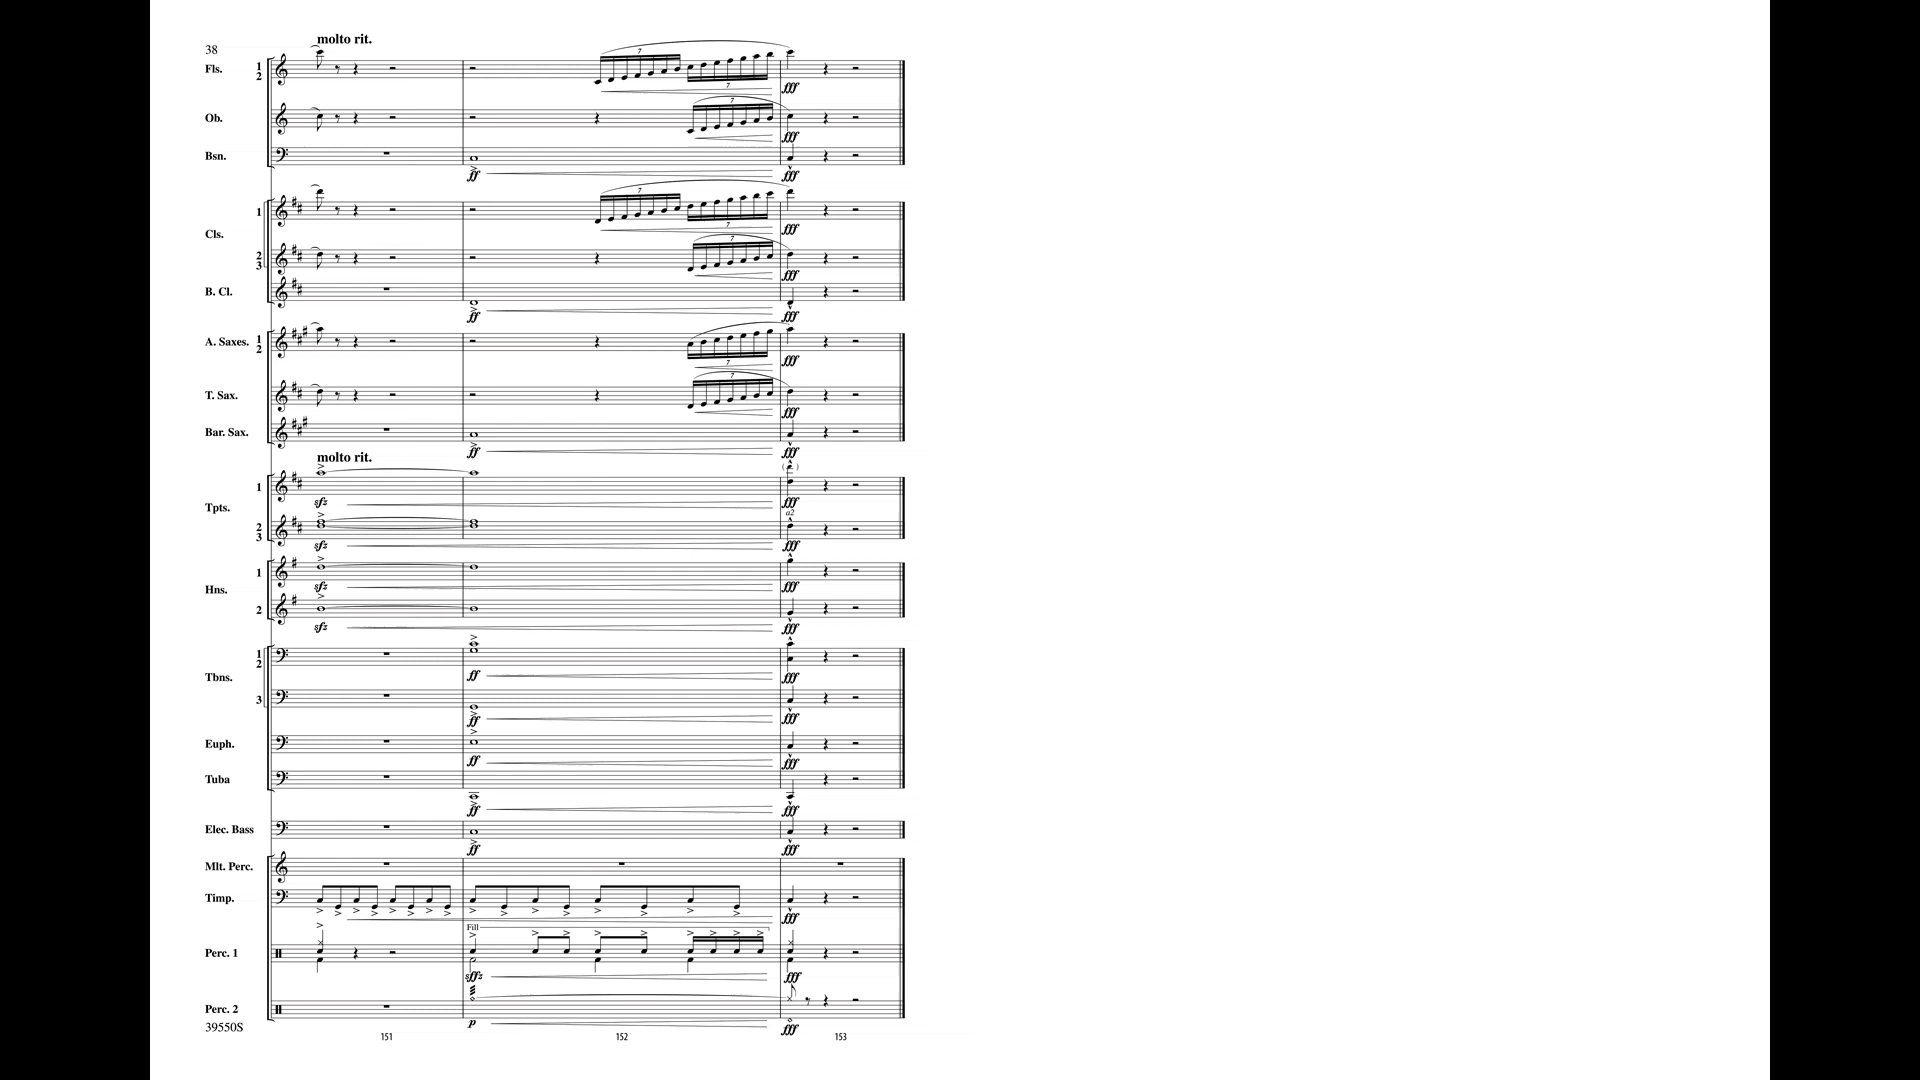 molto rit.
38
Fls. 1 2
7 7
fff
Ob.
7
fff
Bsn.
ff fff
Cls. 1
7 7
fff
2 3
7
fff
B. Cl.
ff fff
A. Saxes. 1 2
7
fff
T. Sax.
7
fff
Bar. Sax.
ff fff
molto rit.
Tpts. 1
sfz fff
a2
2 3
sfz fff
Hns. 1
sfz fff
2
sfz fff
Tbns. 1 2
ff fff
3
ff fff
Euph.
ff fff
Tuba
ff fff
Elec. Bass
ff fff
Mlt. Perc.
Timp.
fff
Fill
Perc. 1
sffz fff
Perc. 2
p fff
39550S
151 152 153